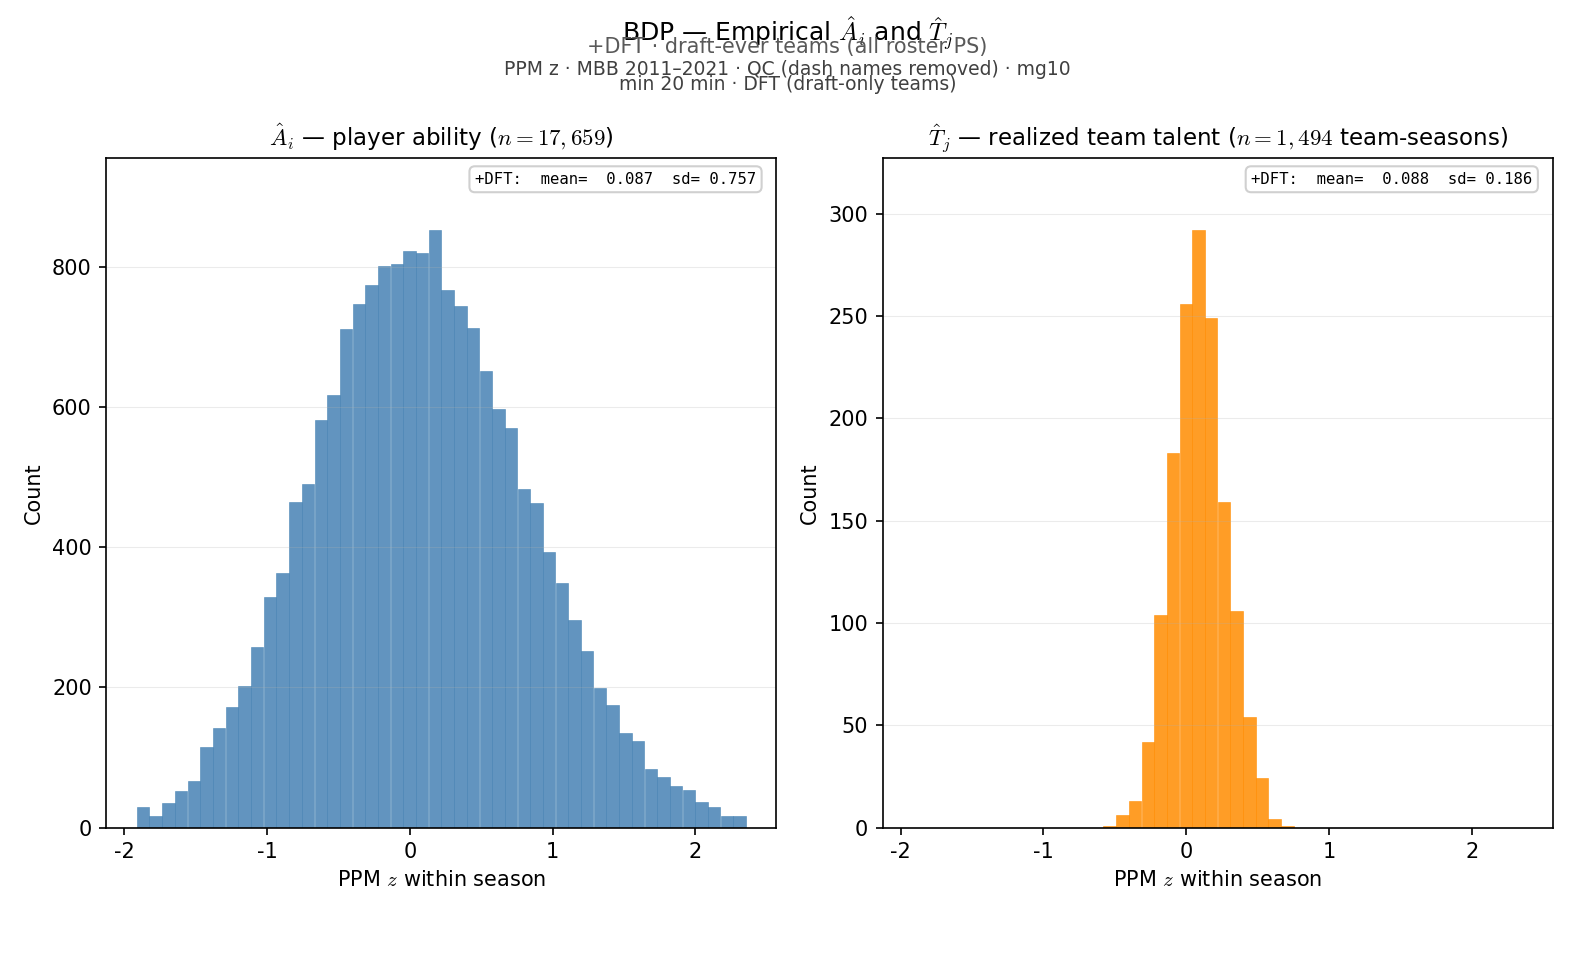 BDP — Empirical Âᵢ and T̂ⱼ
+DFT · draft-ever teams (all roster PS)
PPM z · MBB 2011–2021 · QC (dash names removed) · mg10
min 20 min · DFT (draft-only teams)
Âᵢ — player ability (n = 17,659)
+DFT: mean= 0.087 sd= 0.757
Count
800
600
400
200
0
-2 -1 0 1 2
PPM z within season
T̂ⱼ — realized team talent (n = 1,494 team-seasons)
+DFT: mean= 0.088 sd= 0.186
Count
300
250
200
150
100
50
0
-2 -1 0 1 2
PPM z within season